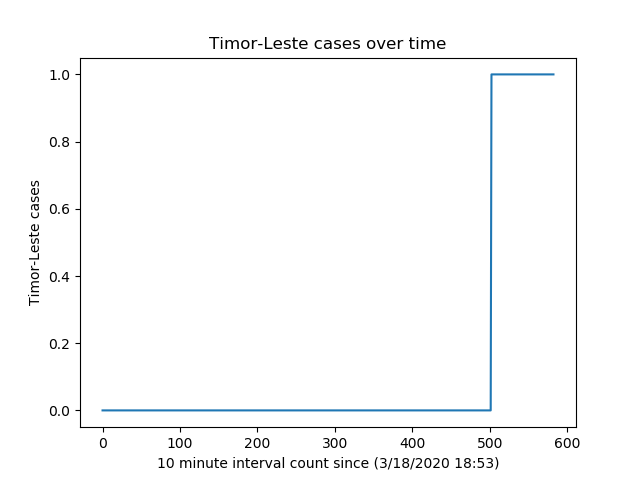 Timor-Leste cases over time
1.0
0.8
0.6
0.4
0.2
0.0
Timor-Leste cases
0 100 200 300 400 500 600
10 minute interval count since (3/18/2020 18:53)